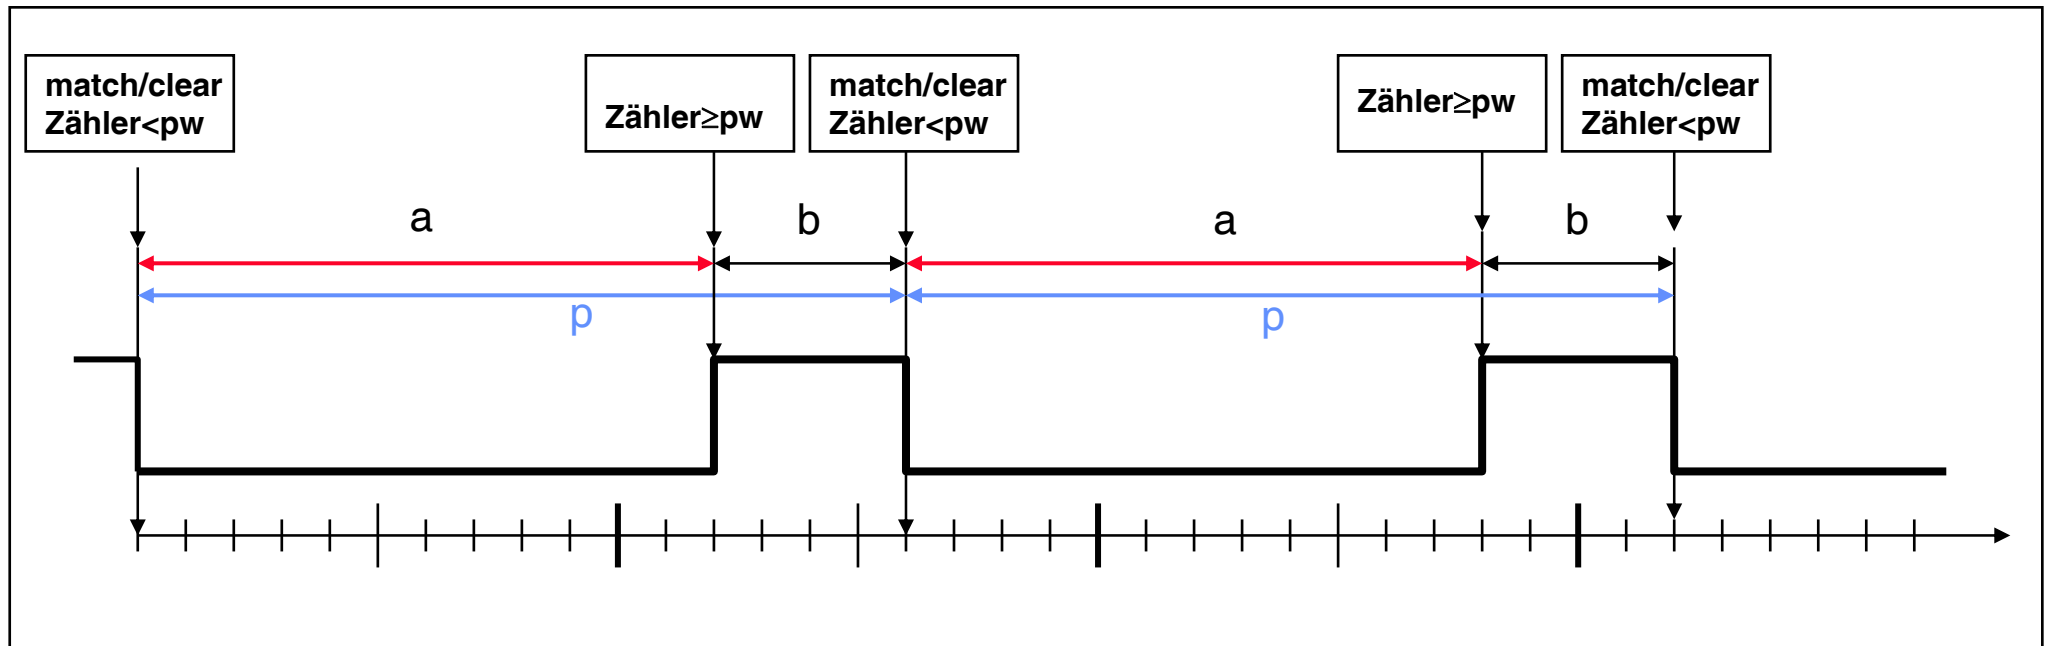 match/clear
Zähler<pw
Zähler≥pw
match/clear
Zähler<pw
Zähler≥pw
match/clear
Zähler<pw
a
b
a
b
p
p